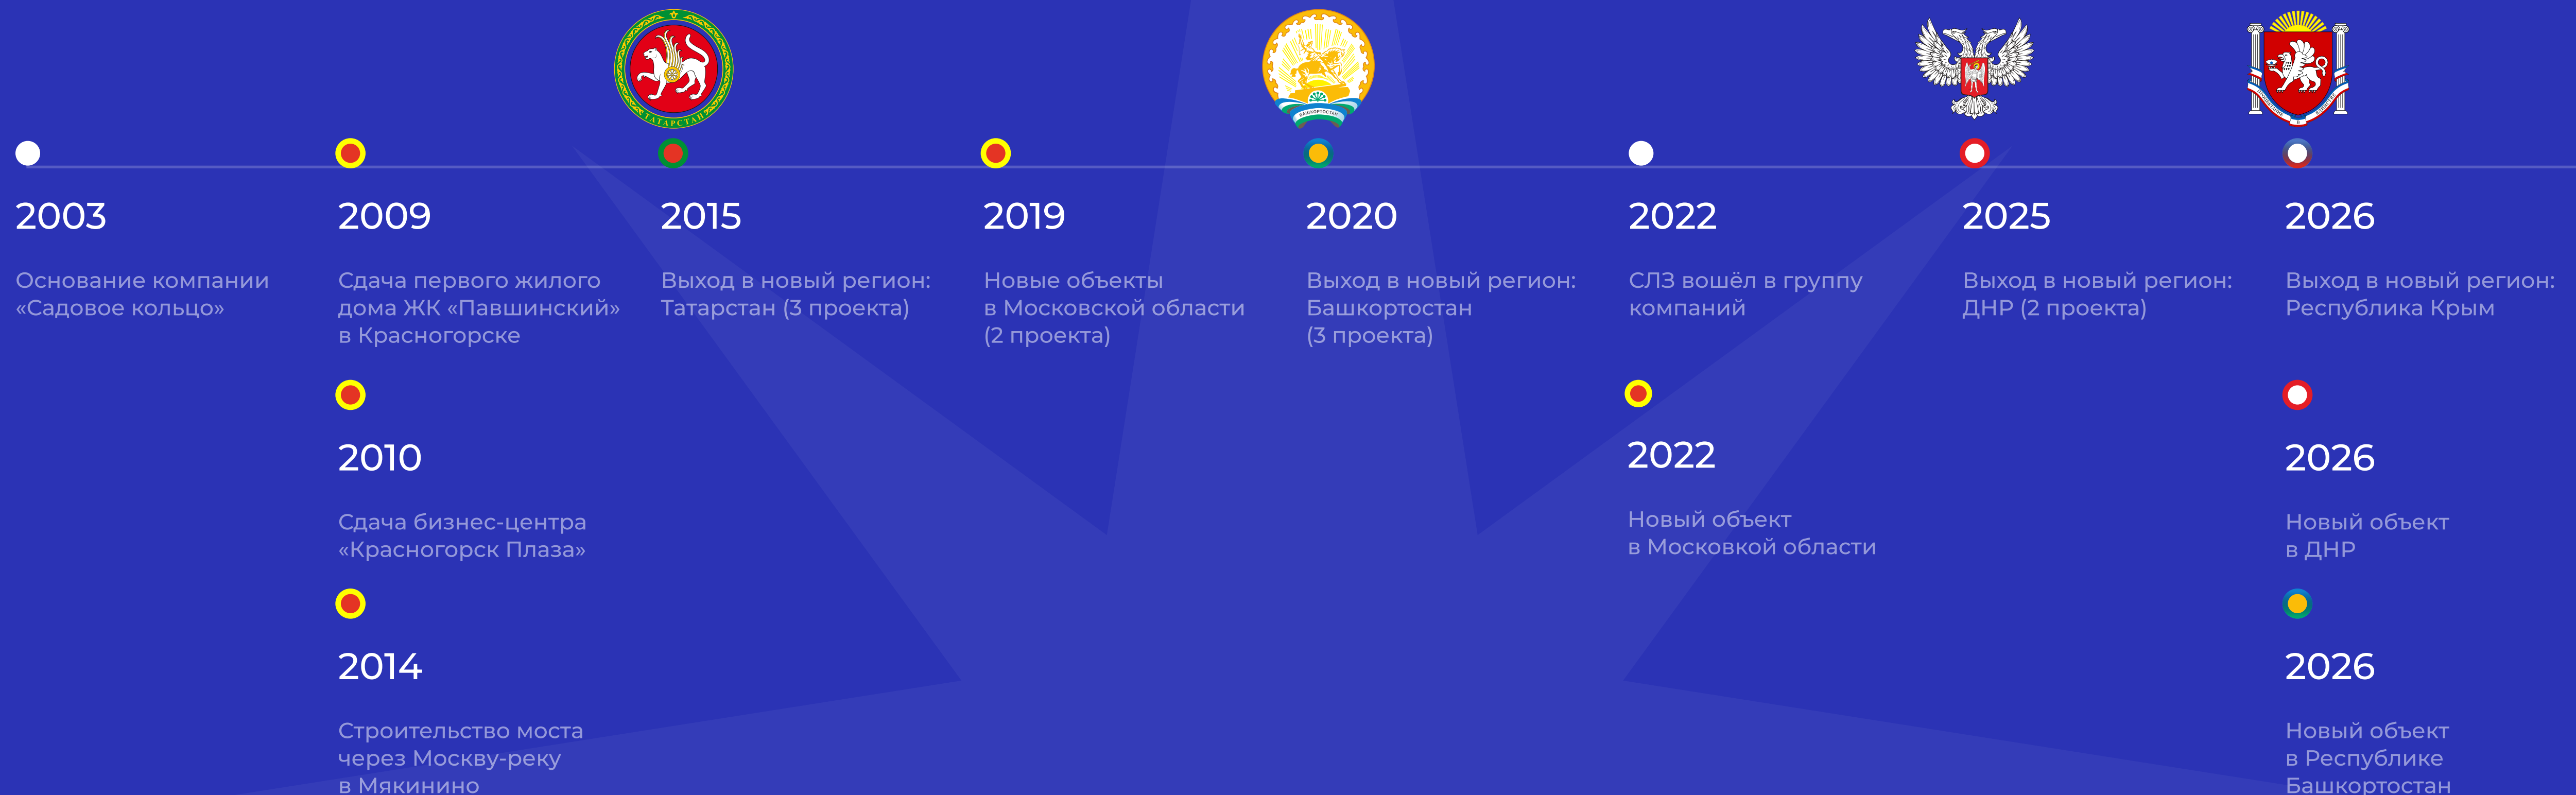 ТАТАРСТАН
БАШКОРТОСТАН
2003
Основание компании
«Садовое кольцо»
2009
Сдача первого жилого
дома ЖК «Павшинский»
в Красногорске
2010
Сдача бизнес-центра
«Красногорск Плаза»
2014
Строительство моста
через Москву-реку
в Мякинино
2015
Выход в новый регион:
Татарстан (3 проекта)
2019
Новые объекты
в Московской области
(2 проекта)
2020
Выход в новый регион:
Башкортостан
(3 проекта)
2022
СЛЗ вошёл в группу
компаний
2022
Новый объект
в Московкой области
2025
Выход в новый регион:
ДНР (2 проекта)
2026
Выход в новый регион:
Республика Крым
2026
Новый объект
в ДНР
2026
Новый объект
в Республике
Башкортостан